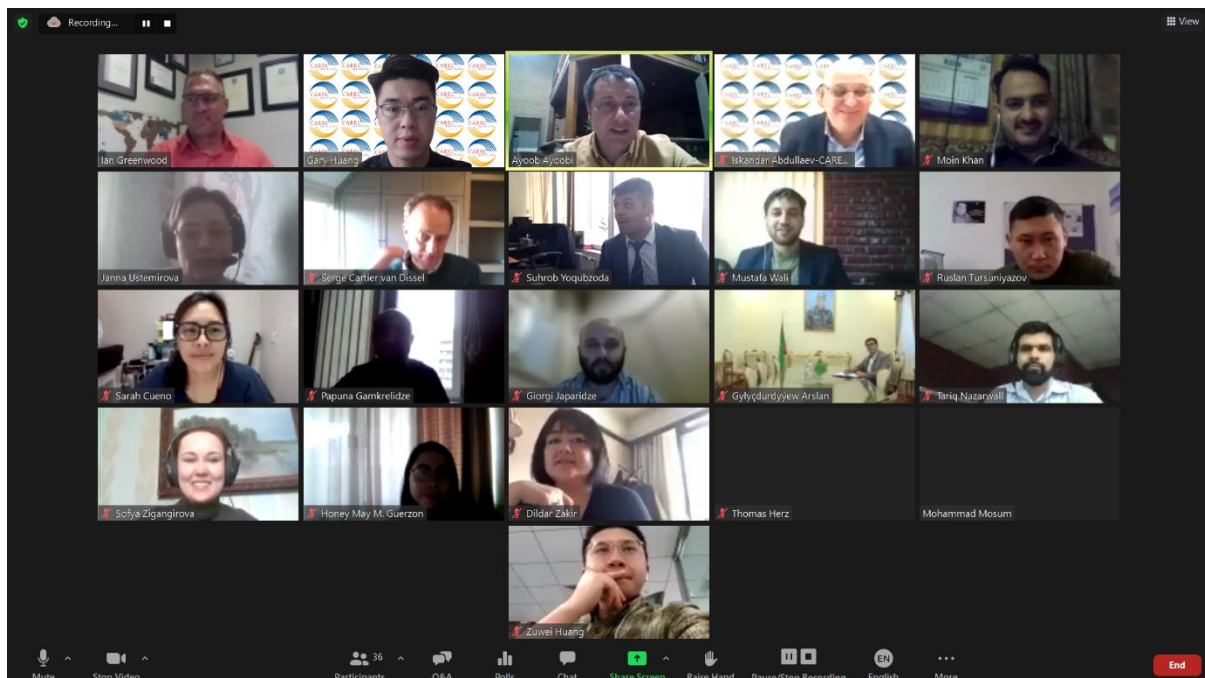 Recording...
View
Ian Greenwood
Gary Huang
Ayoob Ayoobi
Iskandar Abdullaev-CARE...
Moin Khan
Janna Ustemirova
Serge Cartier van Dissel
Suhrob Yoqubzoda
Mustafa Wali
Ruslan Tursuniyazov
Sarah Cueno
Papuna Gamkrelidze
Giorgi Japaridze
Gylyçdurdyyew Arslan
Tariq Nazarwall
Sofya Zigangirova
Honey May M. Guerzon
Dildar Zakir
Thomas Herz
Mohammad Mosum
Zuwei Huang
36
EN
Mute
Stop Video
Participants
Q&A
Polls
Chat
Share Screen
Raise Hand
Pause/Stop Recording
English
More
End